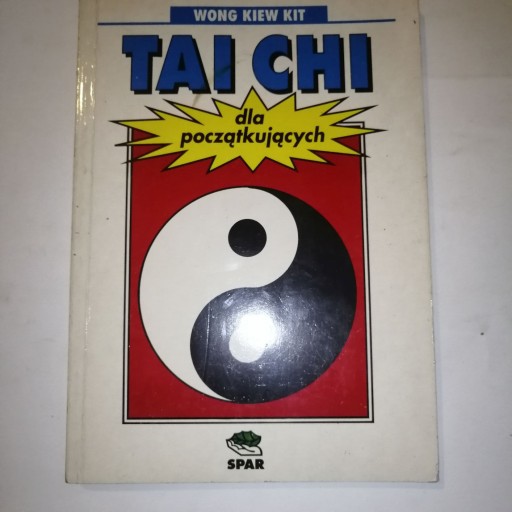 WONG KIEW KIT
TAI CHI
dla
początkujących
SPAR